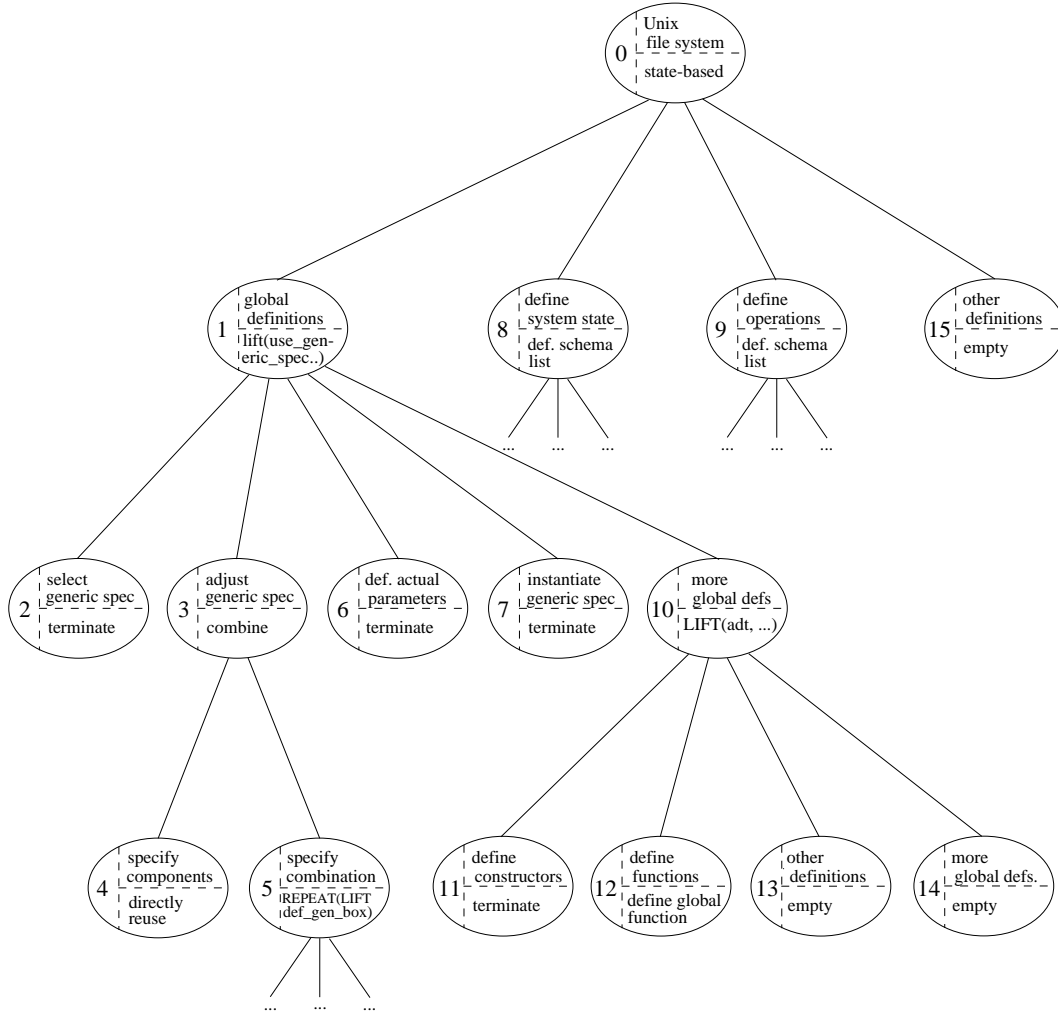 Unix
file system
0
state-based
global
definitions
1
lift(use_gen-
eric_spec..)
define
system state
8
def. schema
list
define
operations
9
def. schema
list
other
definitions
15
empty
... ... ...
... ... ...
select
generic spec
2
terminate
adjust
generic spec
3
combine
def. actual
parameters
6
terminate
instantiate
generic spec
7
terminate
more
global defs
10
LIFT(adt, ...)
specify
components
4
directly
reuse
specify
combination
5
REPEAT(LIFT
def_gen_box)
define
constructors
11
terminate
define
functions
12
define global
function
other
definitions
13
empty
more
global defs.
14
empty
... ... ...